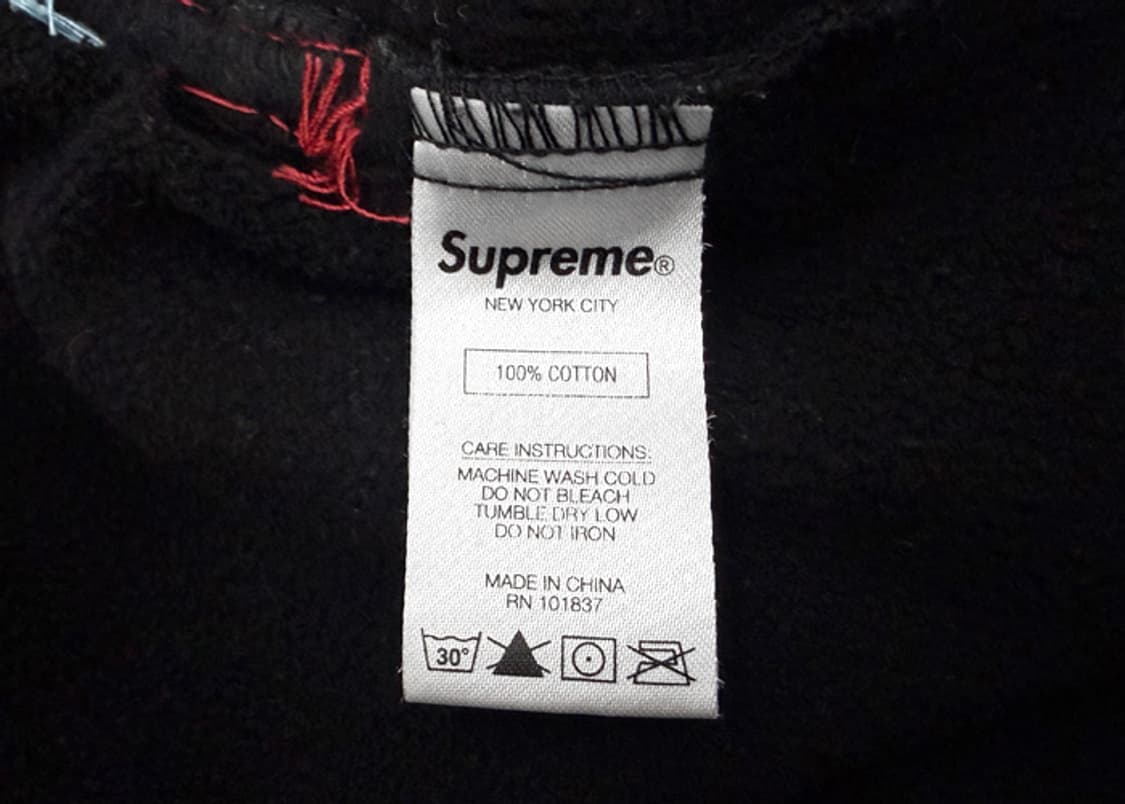 Supreme®
NEW YORK CITY
100% COTTON
CARE INSTRUCTIONS:
MACHINE WASH COLD
DO NOT BLEACH
TUMBLE DRY LOW
DO NOT IRON
MADE IN CHINA
RN 101837
30°